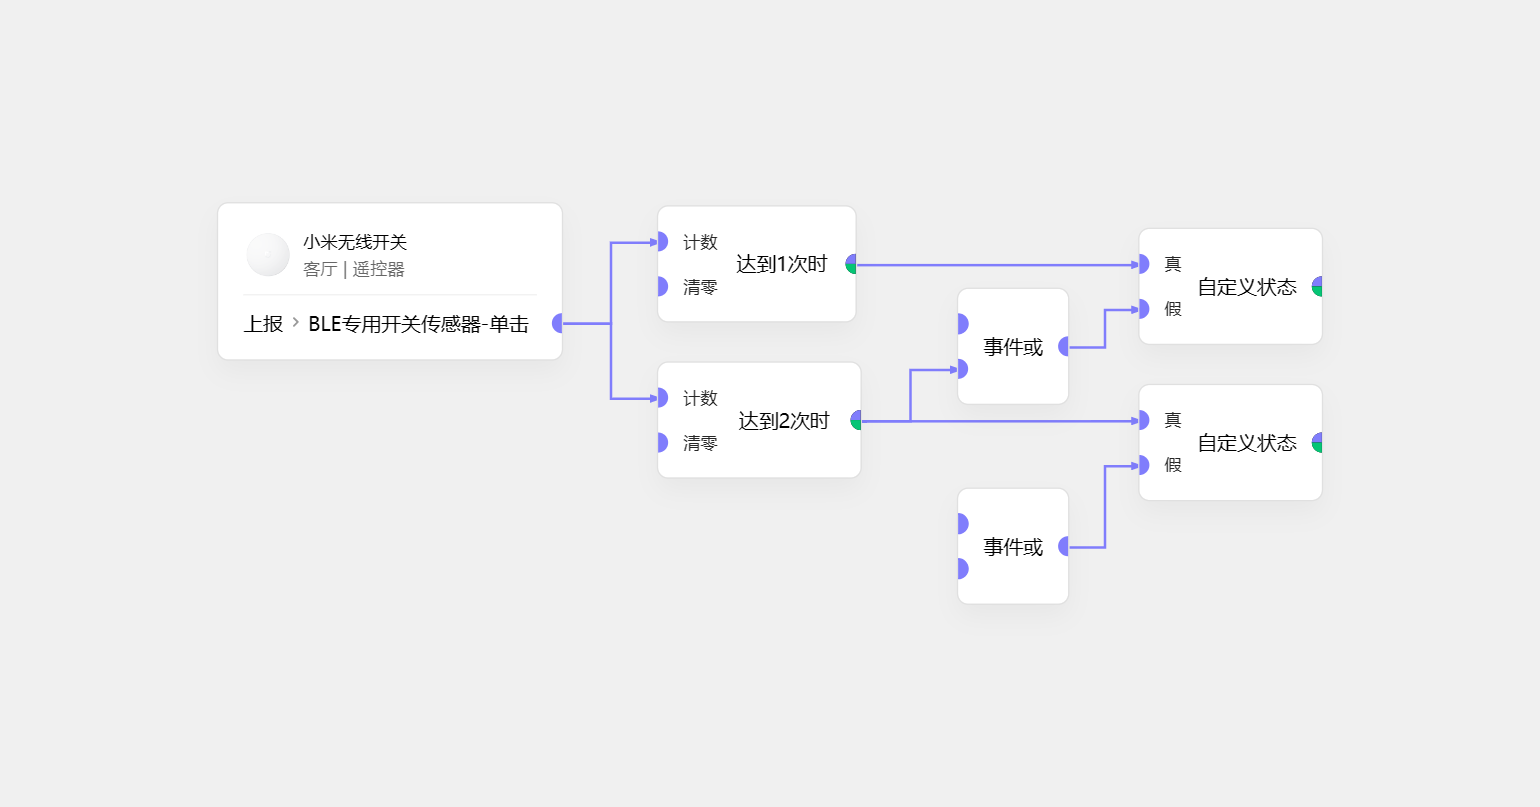 小米无线开关
客厅 | 遥控器
上报 > BLE专用开关传感器-单击
计数
达到1次时
清零
计数
达到2次时
清零
事件或
事件或
真
自定义状态
假
真
自定义状态
假